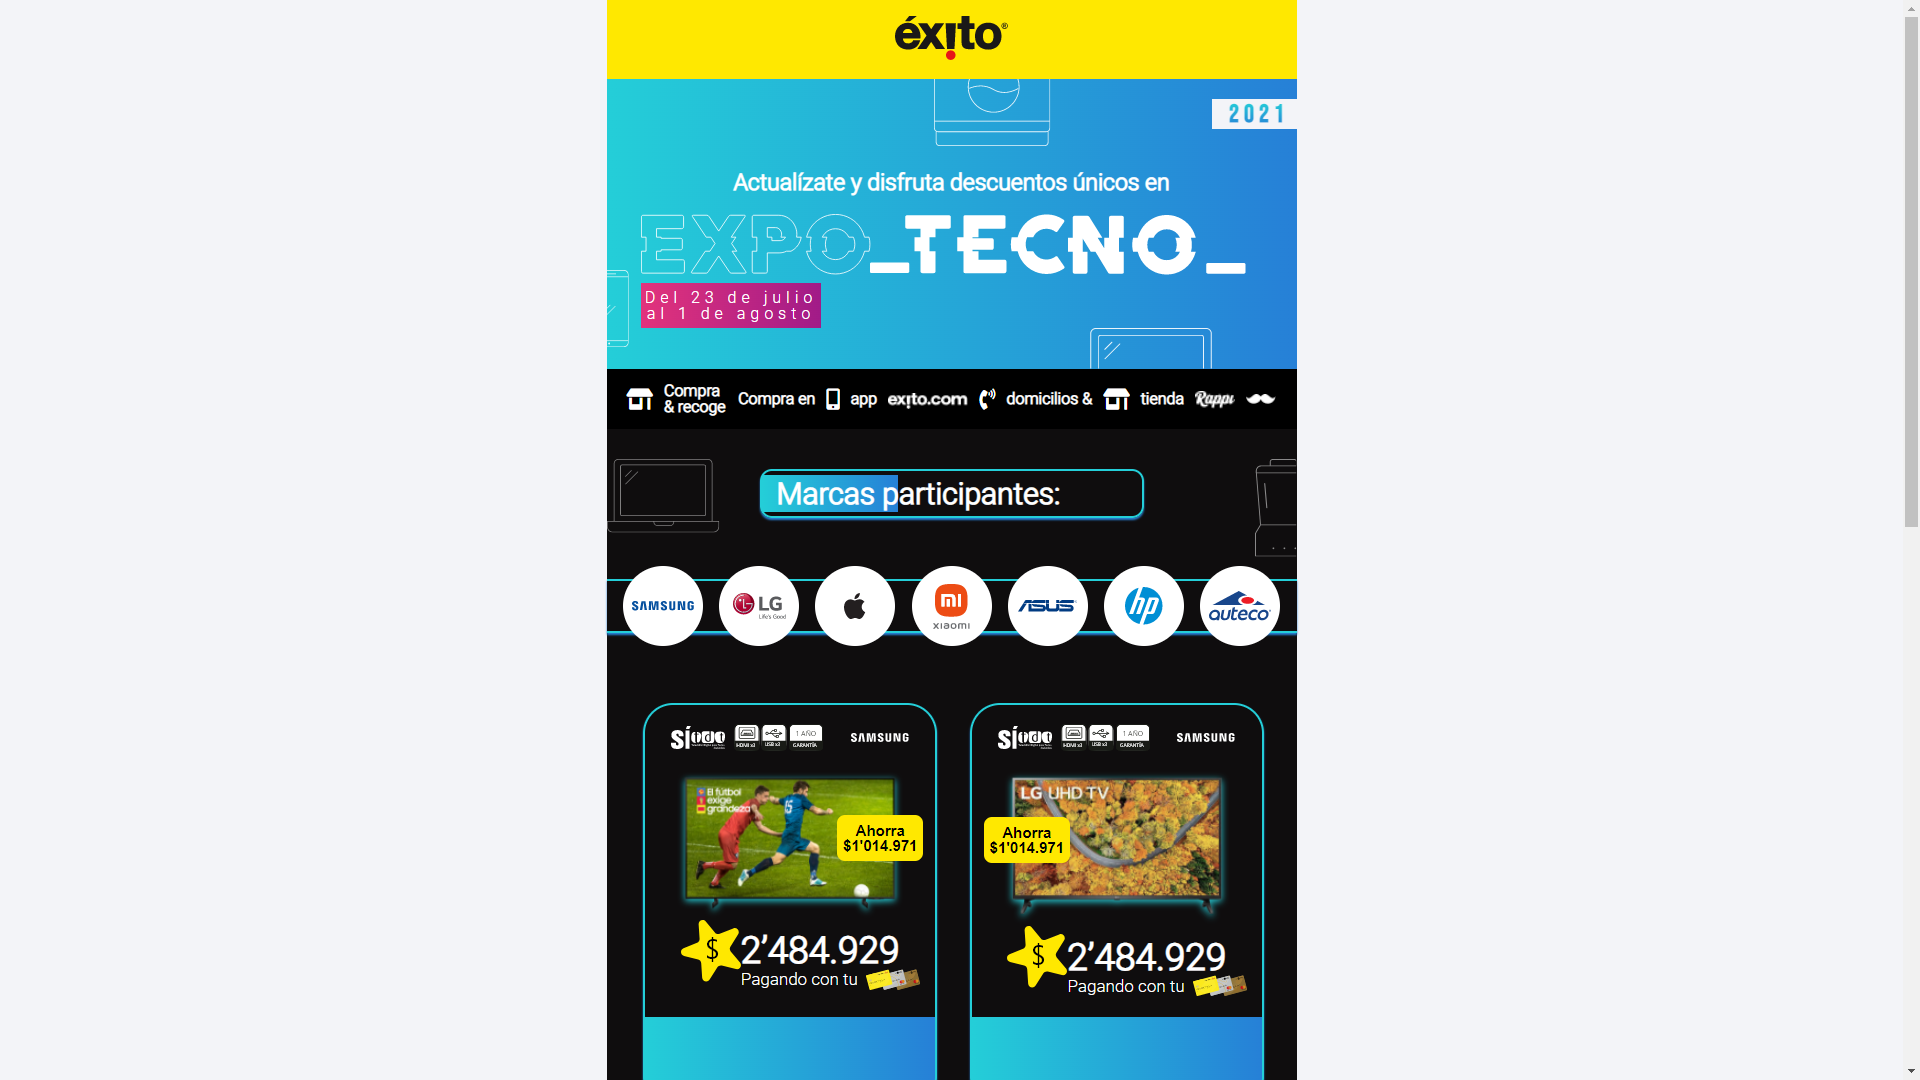 éxito®
2021
Actualízate y disfruta descuentos únicos en
EXPO_TECNO_
Del 23 de julio
al 1 de agosto
Compra
& recoge
Compra en
app
exito.com
domicilios &
tienda
Rappi
Marcas participantes:
SAMSUNG
LG
Life's Good
xiaomi
ASUS
hp
auteco
SÍ tdt
HDMI x3
USB x3
1 AÑO
GARANTÍA
SAMSUNG
El fútbol
exige
grandeza
Ahorra
$1'014.971
$ 2’484.929
Pagando con tu
SÍ tdt
HDMI x3
USB x3
1 AÑO
GARANTÍA
SAMSUNG
LG UHD TV
Ahorra
$1'014.971
$ 2’484.929
Pagando con tu